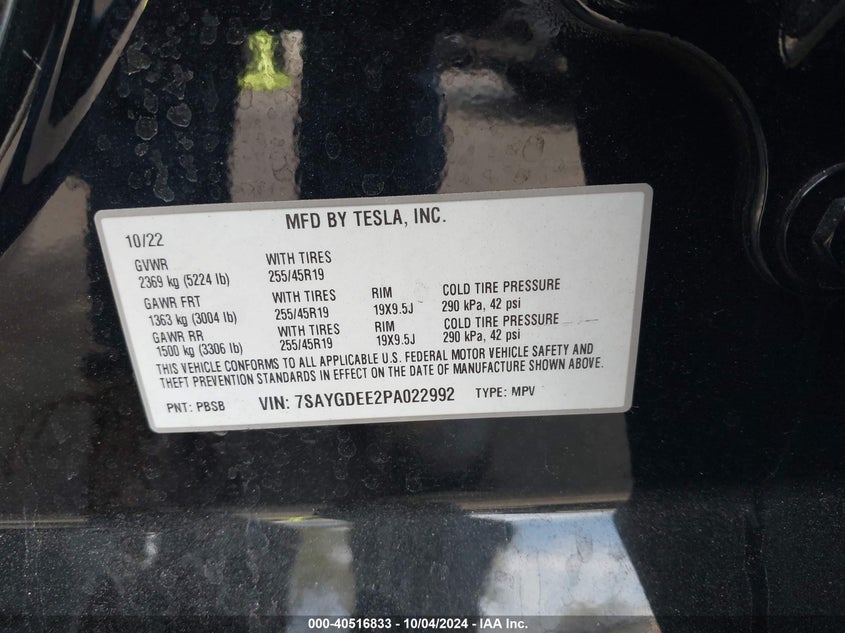 MFD BY TESLA, INC.
10/22
GVWR WITH TIRES
2369 kg (5224 lb) 255/45R19
GAWR FRT WITH TIRES RIM COLD TIRE PRESSURE
1363 kg (3004 lb) 255/45R19 19X9.5J 290 kPa, 42 psi
GAWR RR WITH TIRES RIM COLD TIRE PRESSURE
1500 kg (3306 lb) 255/45R19 19X9.5J 290 kPa, 42 psi
THIS VEHICLE CONFORMS TO ALL APPLICABLE U.S. FEDERAL MOTOR VEHICLE SAFETY AND
THEFT PREVENTION STANDARDS IN EFFECT ON THE DATE OF MANUFACTURE SHOWN ABOVE.
PNT: PBSB VIN: 7SAYGDEE2PA022992 TYPE: MPV
000-40516833 - 10/04/2024 - IAA Inc.